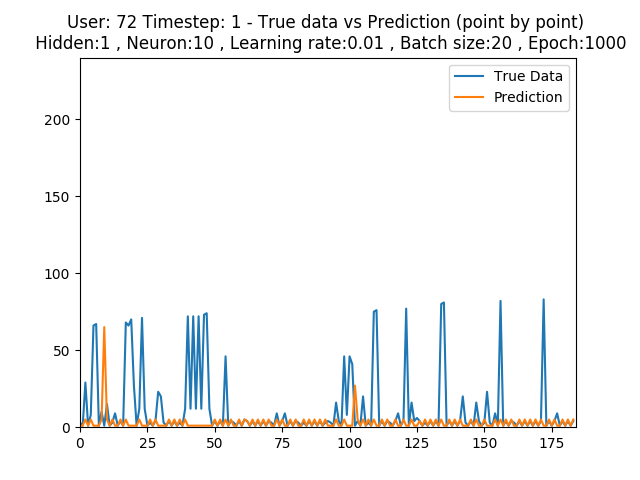 User: 72 Timestep: 1 - True data vs Prediction (point by point)
Hidden:1 , Neuron:10 , Learning rate:0.01 , Batch size:20 , Epoch:1000
True Data
Prediction
200
150
100
50
0
0 25 50 75 100 125 150 175